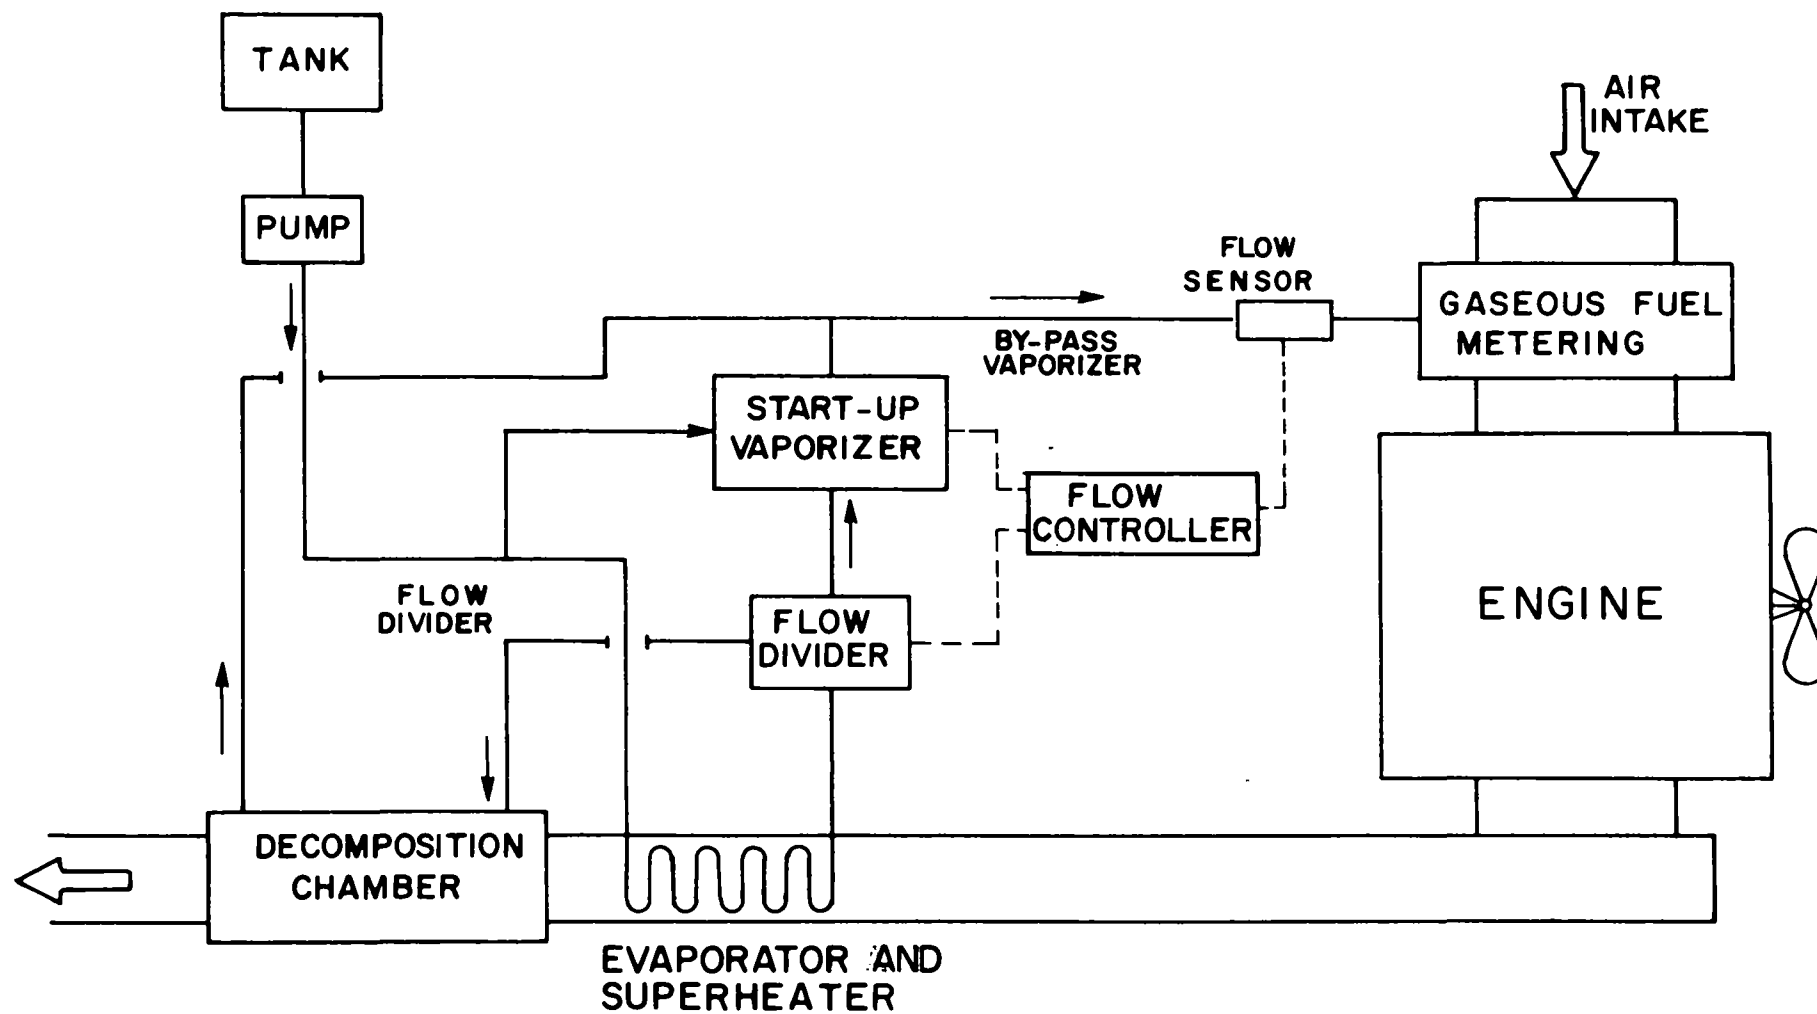 TANK
AIR
INTAKE
PUMP
FLOW
SENSOR
GASEOUS FUEL
METERING
BY-PASS
VAPORIZER
START-UP
VAPORIZER
FLOW
CONTROLLER
FLOW
DIVIDER
FLOW
DIVIDER
ENGINE
DECOMPOSITION
CHAMBER
EVAPORATOR AND
SUPERHEATER